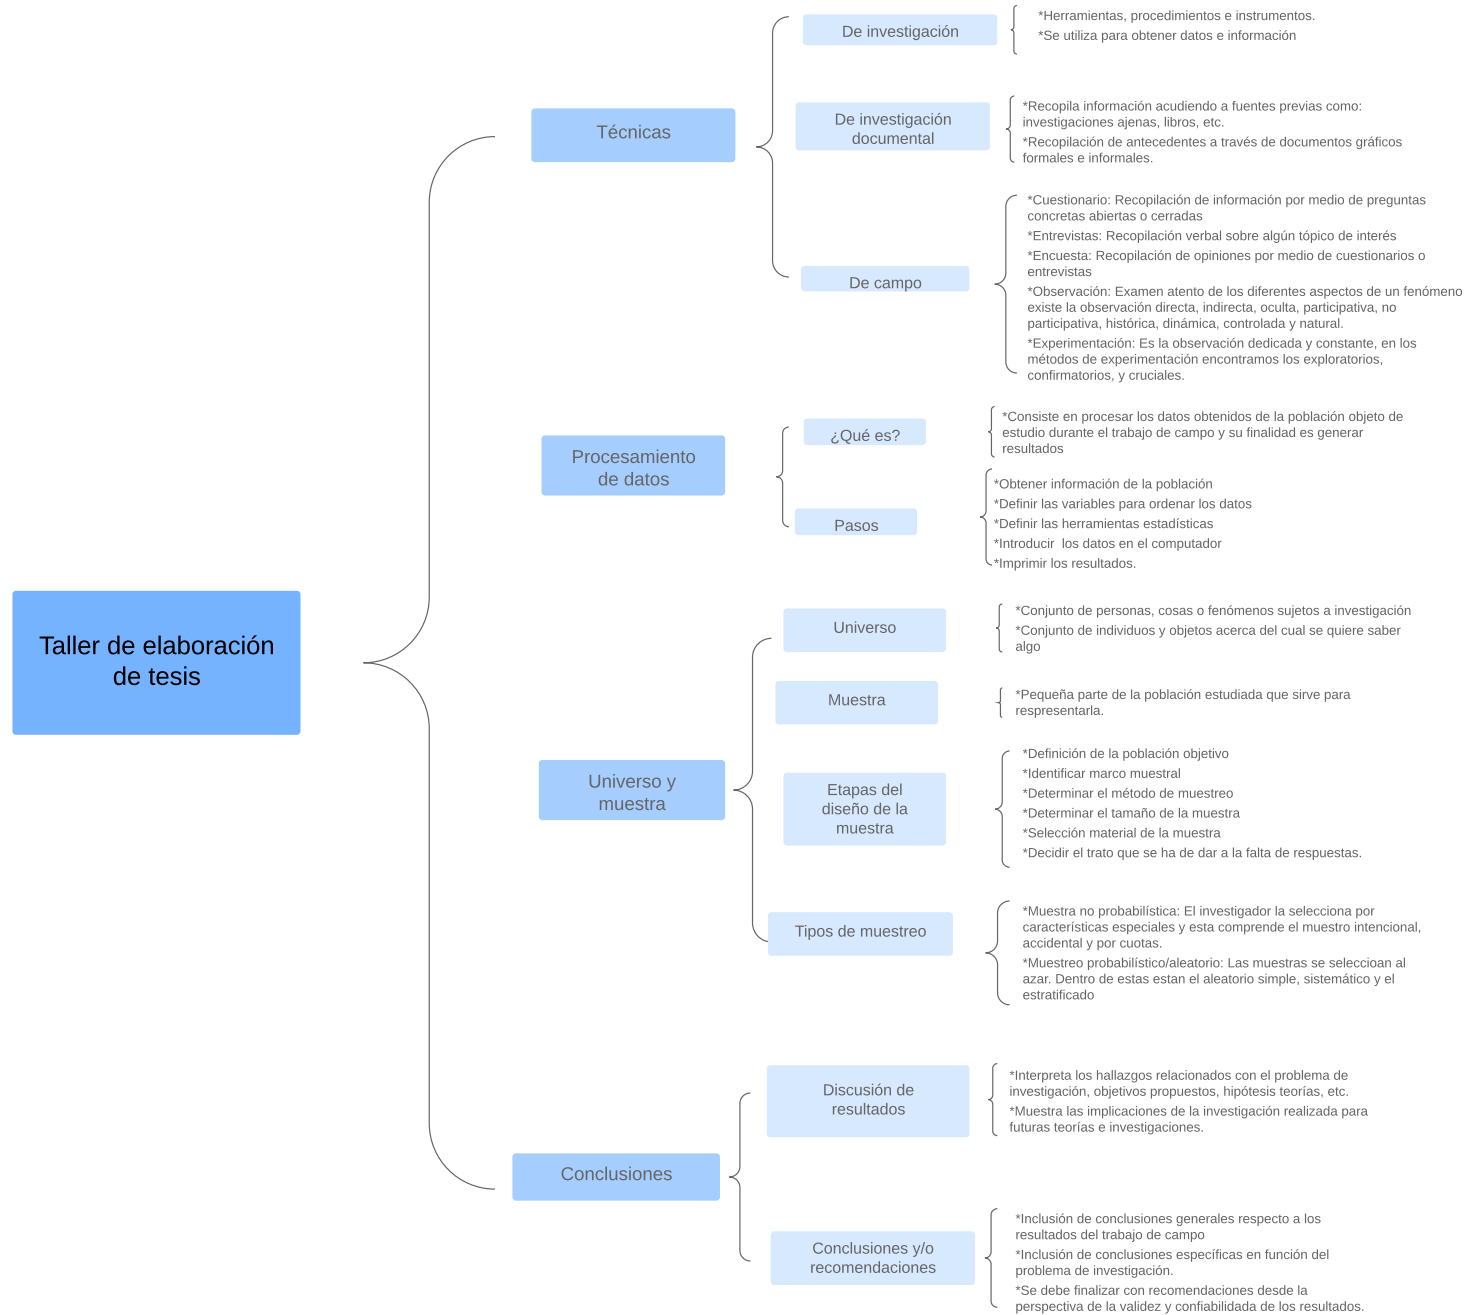 Taller de elaboración
de tesis
Técnicas
De investigación
*Herramientas, procedimientos e instrumentos.
*Se utiliza para obtener datos e información
De investigación
documental
*Recopila información acudiendo a fuentes previas como:
investigaciones ajenas, libros, etc.
*Recopilación de antecedentes a través de documentos gráficos
formales e informales.
De campo
*Cuestionario: Recopilación de información por medio de preguntas
concretas abiertas o cerradas
*Entrevistas: Recopilación verbal sobre algún tópico de interés
*Encuesta: Recopilación de opiniones por medio de cuestionarios o
entrevistas
*Observación: Examen atento de los diferentes aspectos de un fenómeno
existe la observación directa, indirecta, oculta, participativa, no
participativa, histórica, dinámica, controlada y natural.
*Experimentación: Es la observación dedicada y constante, en los
métodos de experimentación encontramos los exploratorios,
confirmatorios, y cruciales.
Procesamiento
de datos
¿Qué es?
*Consiste en procesar los datos obtenidos de la población objeto de
estudio durante el trabajo de campo y su finalidad es generar
resultados
Pasos
*Obtener información de la población
*Definir las variables para ordenar los datos
*Definir las herramientas estadísticas
*Introducir  los datos en el computador
*Imprimir los resultados.
Universo y
muestra
Universo
*Conjunto de personas, cosas o fenómenos sujetos a investigación
*Conjunto de individuos y objetos acerca del cual se quiere saber
algo
Muestra
*Pequeña parte de la población estudiada que sirve para
respresentarla.
Etapas del
diseño de la
muestra
*Definición de la población objetivo
*Identificar marco muestral
*Determinar el método de muestreo
*Determinar el tamaño de la muestra
*Selección material de la muestra
*Decidir el trato que se ha de dar a la falta de respuestas.
Tipos de muestreo
*Muestra no probabilística: El investigador la selecciona por
características especiales y esta comprende el muestro intencional,
accidental y por cuotas.
*Muestreo probabilístico/aleatorio: Las muestras se seleccioan al
azar. Dentro de estas estan el aleatorio simple, sistemático y el
estratificado
Conclusiones
Discusión de
resultados
*Interpreta los hallazgos relacionados con el problema de
investigación, objetivos propuestos, hipótesis teorías, etc.
*Muestra las implicaciones de la investigación realizada para
futuras teorías e investigaciones.
Conclusiones y/o
recomendaciones
*Inclusión de conclusiones generales respecto a los
resultados del trabajo de campo
*Inclusión de conclusiones específicas en función del
problema de investigación.
*Se debe finalizar con recomendaciones desde la
perspectiva de la validez y confiabilidada de los resultados.